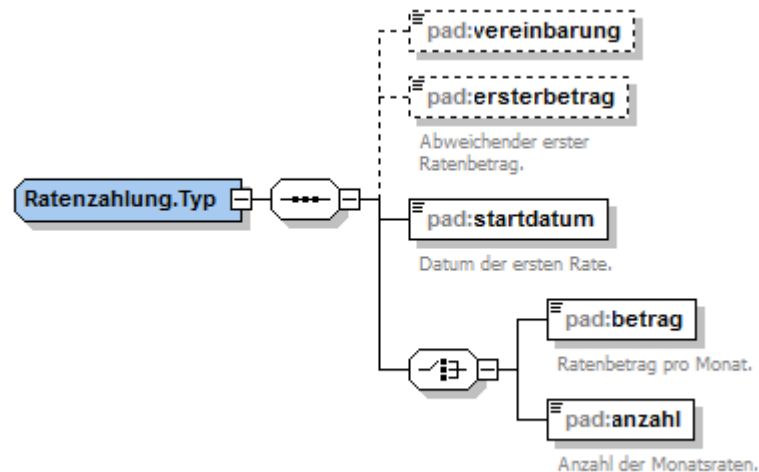 pad:vereinbarung
pad:ersterbetrag
Abweichender erster
Ratenbetrag.
Ratenzahlung.Typ
pad:startdatum
Datum der ersten Rate.
pad:betrag
Ratenbetrag pro Monat.
pad:anzahl
Anzahl der Monatsraten.